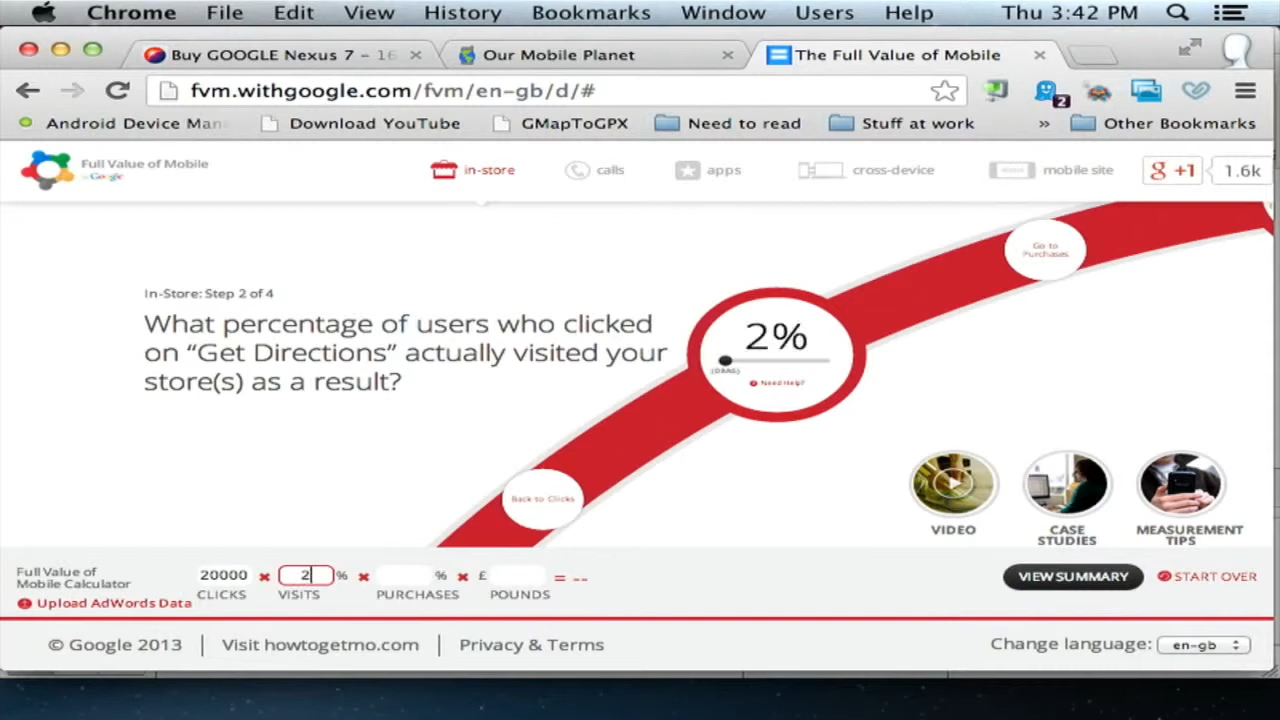 Chrome File Edit View History Bookmarks Window Users Help Thu 3:42 PM
Buy GOOGLE Nexus 7 – 16 Our Mobile Planet The Full Value of Mobile
fvm.withgoogle.com/fvm/en-gb/d/#
2
Android Device Man Download YouTube GMapToGPX Need to read Stuff at work » Other Bookmarks
Full Value of Mobile
Google
in-store calls apps cross-device mobile site g +1 1.6k
Go to
Purchases
In-Store: Step 2 of 4
What percentage of users who clicked
on “Get Directions” actually visited your
store(s) as a result?
2%
(DRAG)
Need Help?
Back to Clicks
VIDEO
CASE
STUDIES
MEASUREMENT
TIPS
Full Value of
Mobile Calculator
Upload AdWords Data
20000 × 2 % × % × £ = --
CLICKS VISITS PURCHASES POUNDS
VIEW SUMMARY START OVER
© Google 2013 | Visit howtogetmo.com | Privacy & Terms
Change language: en-gb